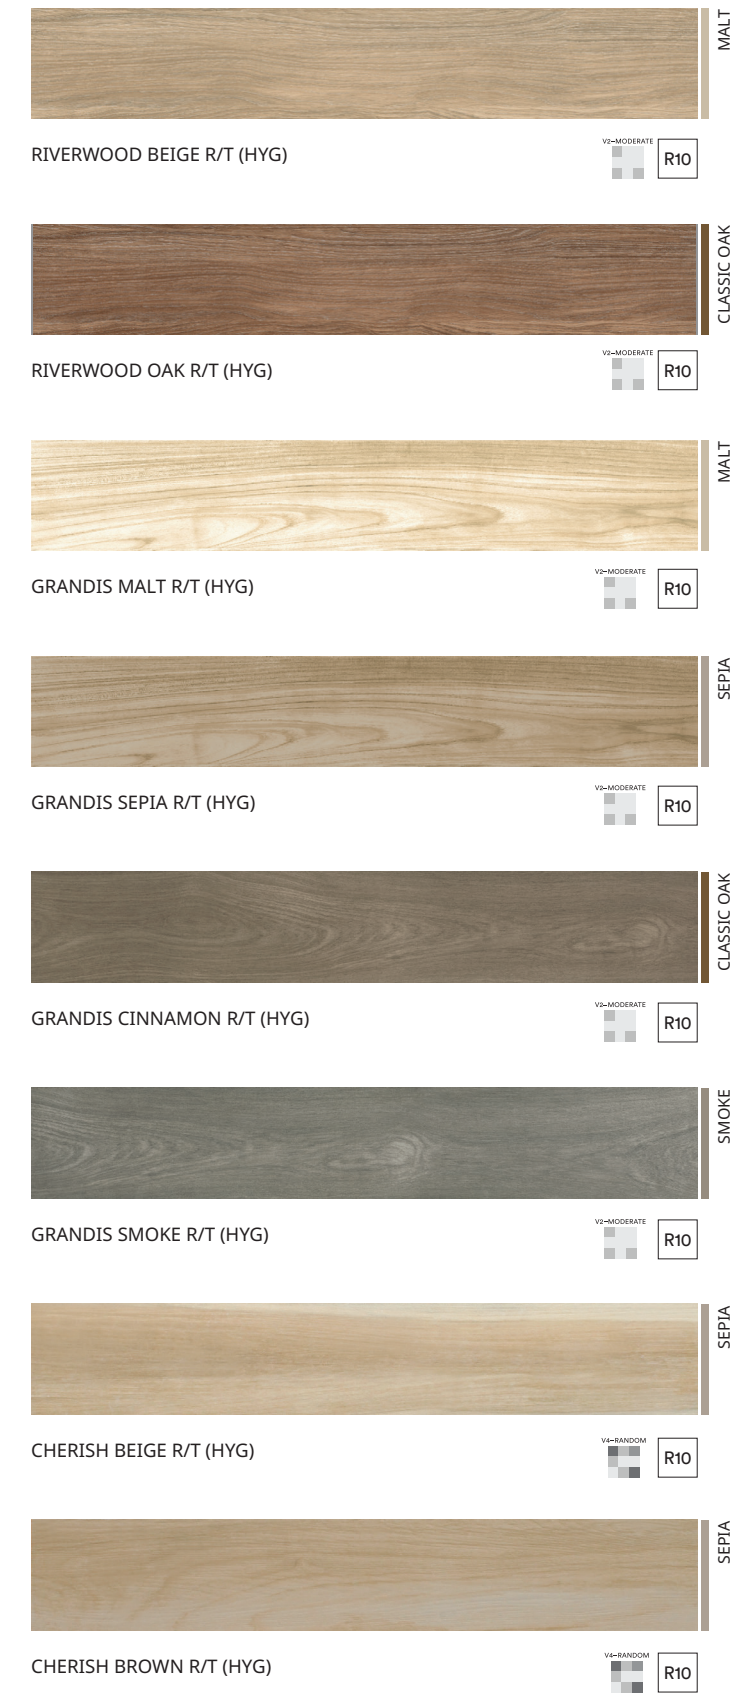 MALT
RIVERWOOD BEIGE R/T (HYG)
V2-MODERATE
R10
CLASSIC OAK
RIVERWOOD OAK R/T (HYG)
V2-MODERATE
R10
MALT
GRANDIS MALT R/T (HYG)
V2-MODERATE
R10
SEPIA
GRANDIS SEPIA R/T (HYG)
V2-MODERATE
R10
CLASSIC OAK
GRANDIS CINNAMON R/T (HYG)
V2-MODERATE
R10
SMOKE
GRANDIS SMOKE R/T (HYG)
V2-MODERATE
R10
SEPIA
CHERISH BEIGE R/T (HYG)
V4-RANDOM
R10
SEPIA
CHERISH BROWN R/T (HYG)
V4-RANDOM
R10